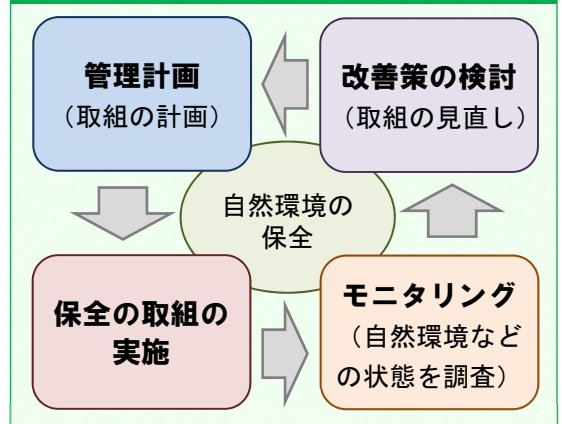 管理計画
（取組の計画）
改善策の検討
（取組の見直し）
自然環境の
保全
保全の取組の
実施
モニタリング
（自然環境など
の状態を調査）